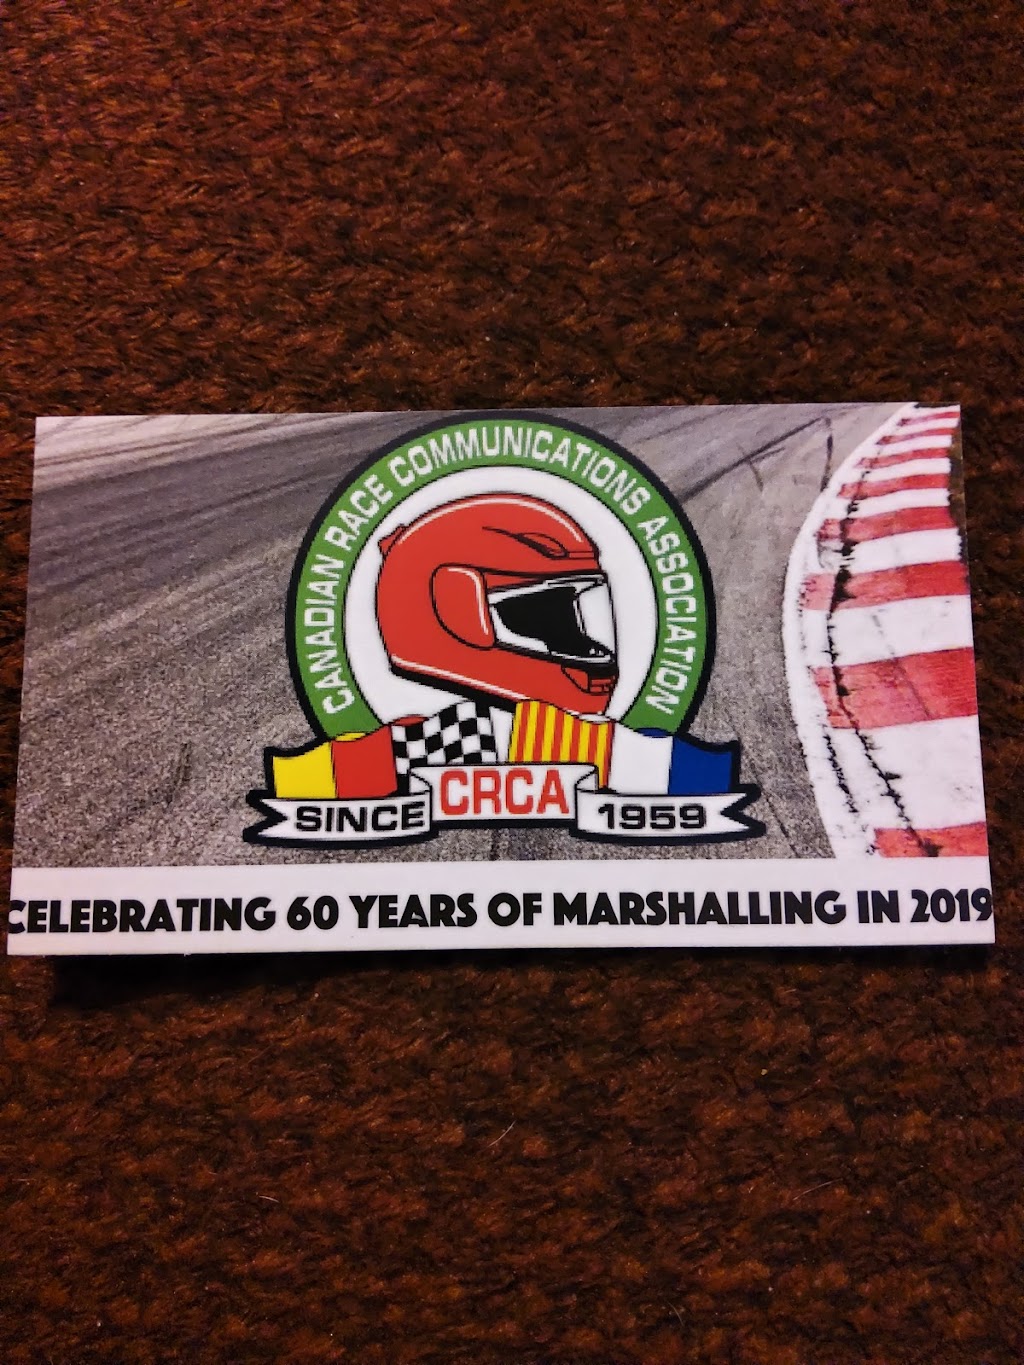 CANADIAN RACE COMMUNICATIONS ASSOCIATION
SINCE CRCA 1959
CELEBRATING 60 YEARS OF MARSHALLING IN 2019